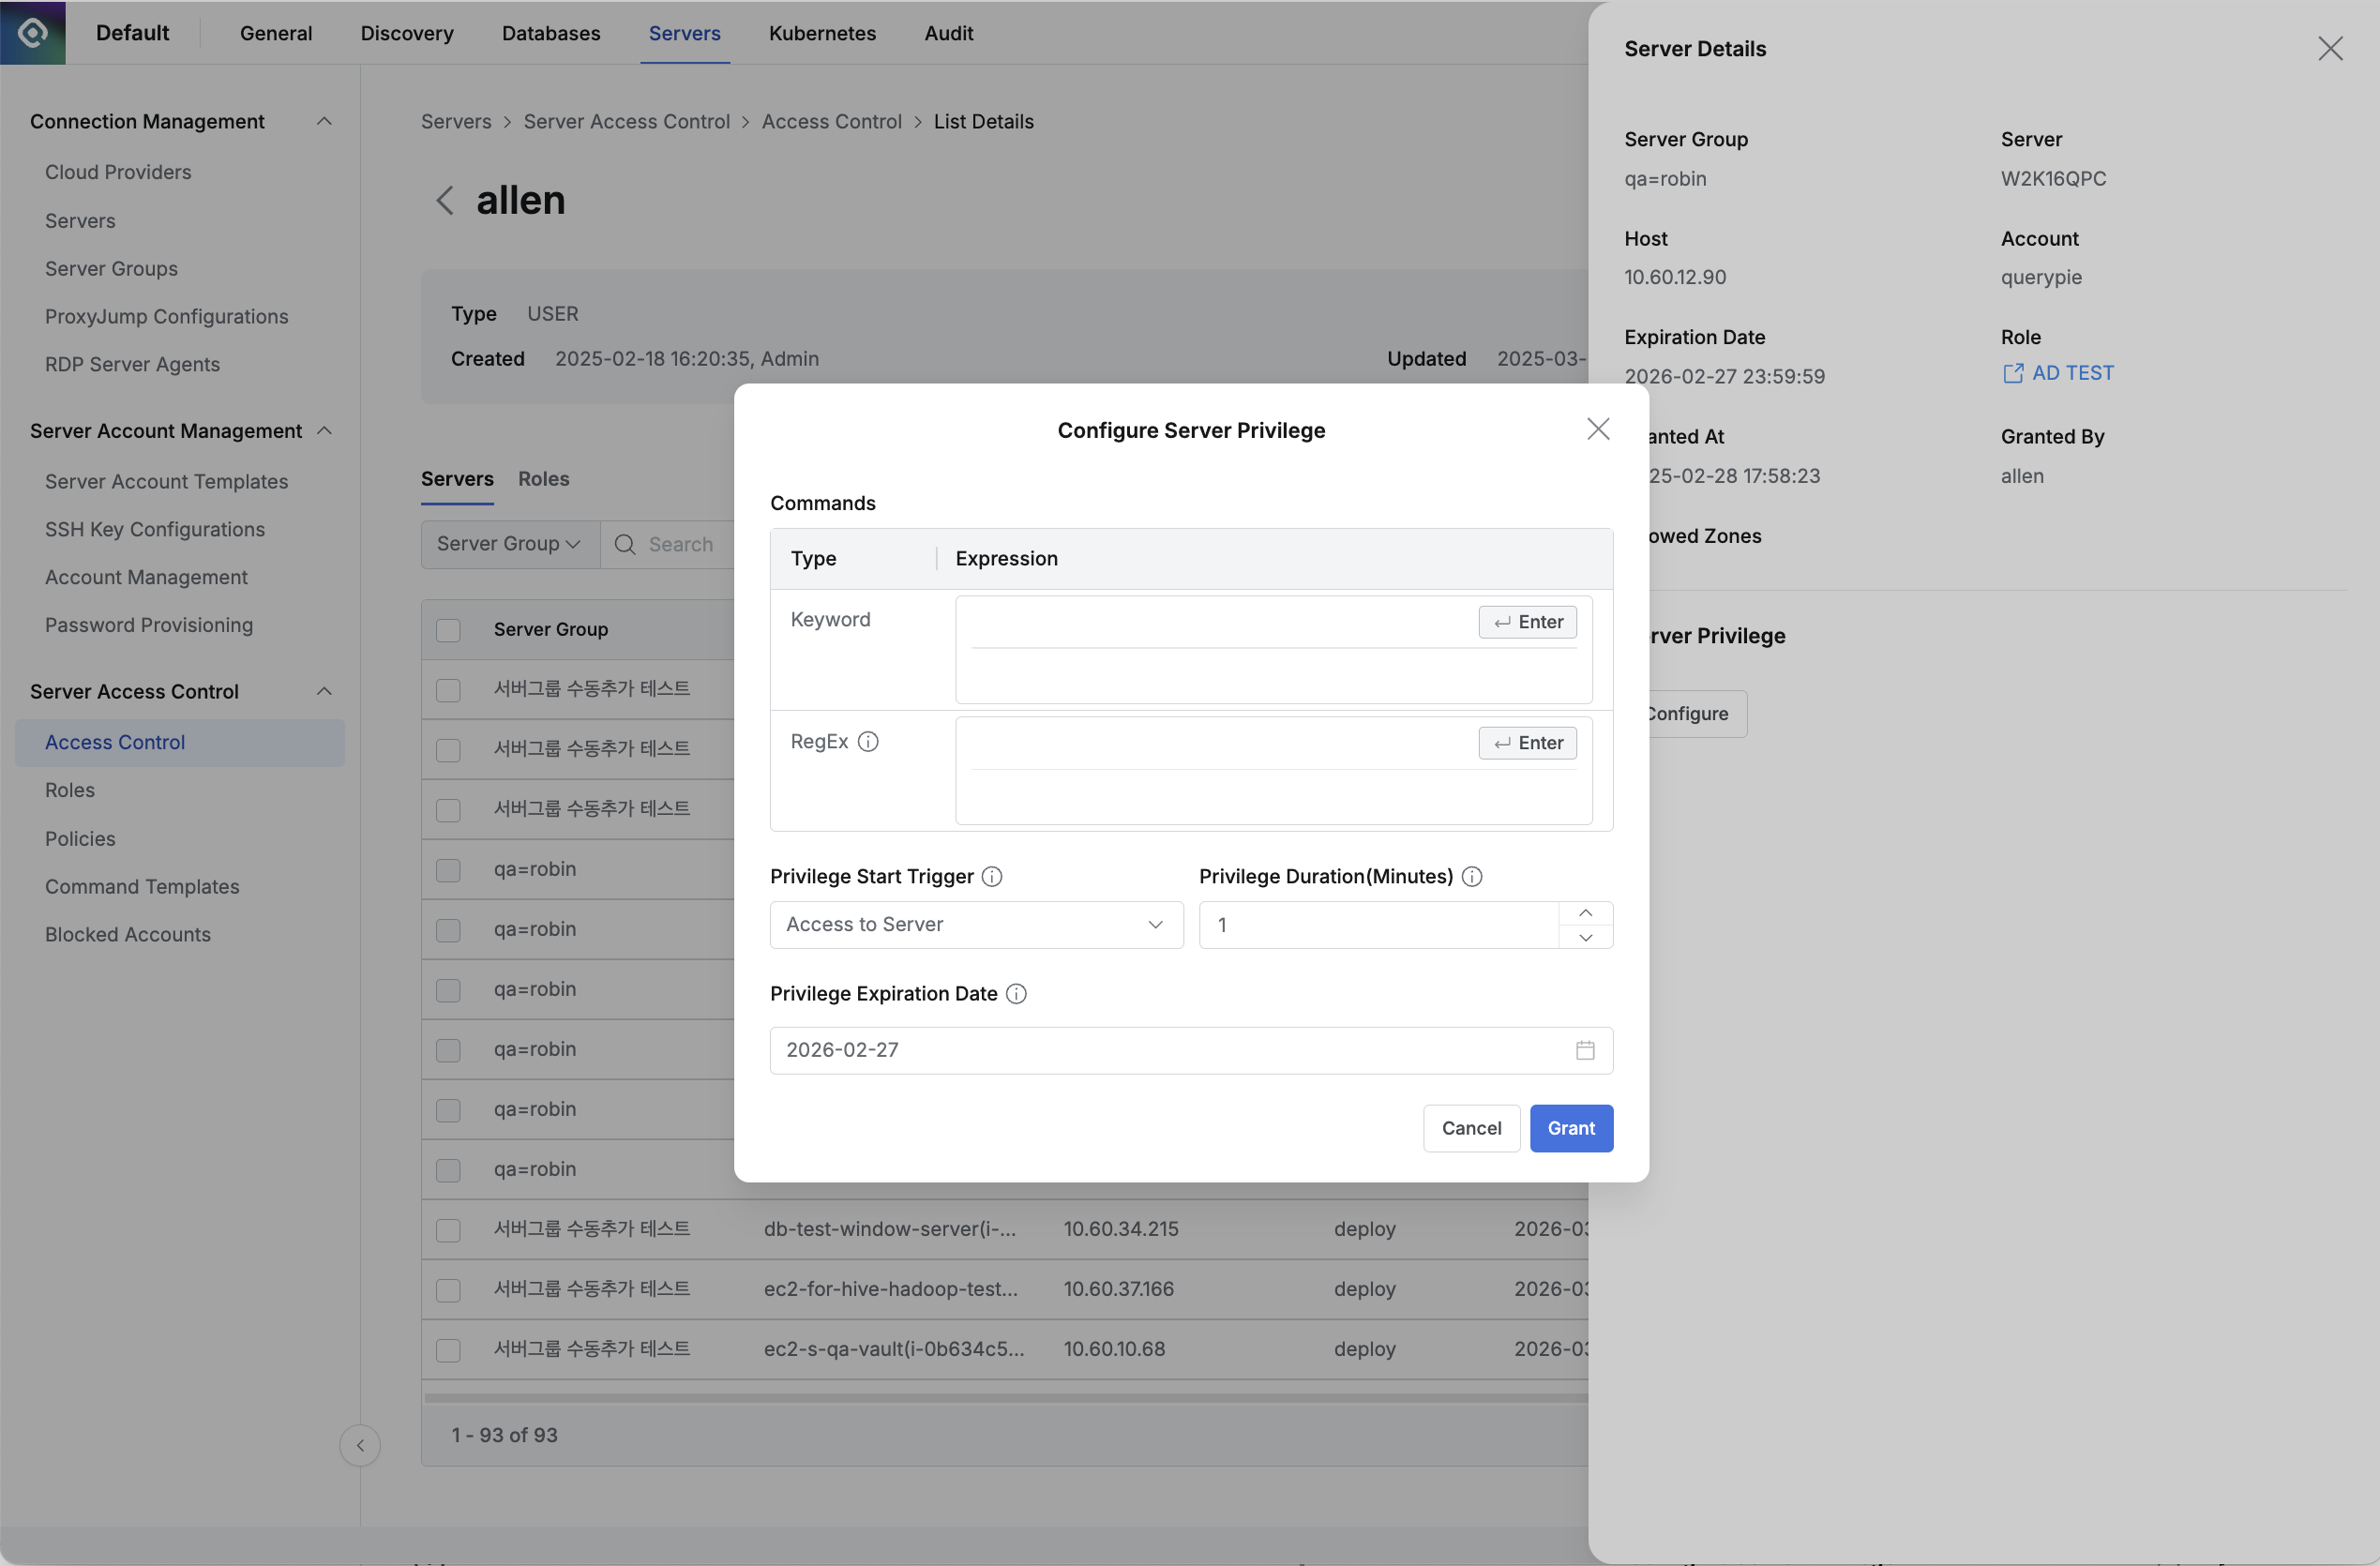 Default
General
Discovery
Databases
Servers
Kubernetes
Audit
Connection Management
Cloud Providers
Servers
Server Groups
ProxyJump Configurations
RDP Server Agents
Server Account Management
Server Account Templates
SSH Key Configurations
Account Management
Password Provisioning
Server Access Control
Access Control
Roles
Policies
Command Templates
Blocked Accounts
Servers > Server Access Control > Access Control > List Details
allen
Type USER
Created 2025-02-18 16:20:35, Admin
Updated 2025-03-
Servers
Roles
Server Group
Search
Server Group
서버그룹 수동추가 테스트
서버그룹 수동추가 테스트
서버그룹 수동추가 테스트
qa=robin
qa=robin
qa=robin
qa=robin
qa=robin
qa=robin
서버그룹 수동추가 테스트 db-test-window-server(i-... 10.60.34.215 deploy 2026-03
서버그룹 수동추가 테스트 ec2-for-hive-hadoop-test... 10.60.37.166 deploy 2026-03
서버그룹 수동추가 테스트 ec2-s-qa-vault(i-0b634c5... 10.60.10.68 deploy 2026-03
1 - 93 of 93
Configure Server Privilege
Commands
Type Expression
Keyword
Enter
RegEx
Enter
Privilege Start Trigger
Access to Server
Privilege Duration(Minutes)
1
Privilege Expiration Date
2026-02-27
Cancel
Grant
Server Details
Server Group
qa=robin
Server
W2K16QPC
Host
10.60.12.90
Account
querypie
Expiration Date
2026-02-27 23:59:59
Role
AD TEST
anted At
25-02-28 17:58:23
Granted By
allen
owed Zones
rver Privilege
Configure